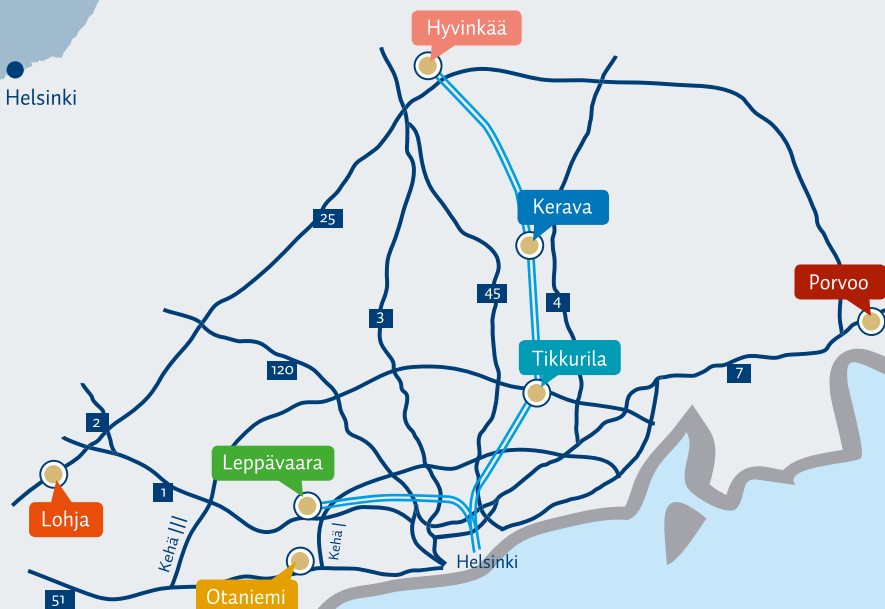 Hyvinkää
Helsinki
Kerava
25
Porvoo
45
4
3
Tikkurila
120
7
2
Leppävaara
1
Lohja
Kehä III
Kehä I
Helsinki
Otaniemi
51